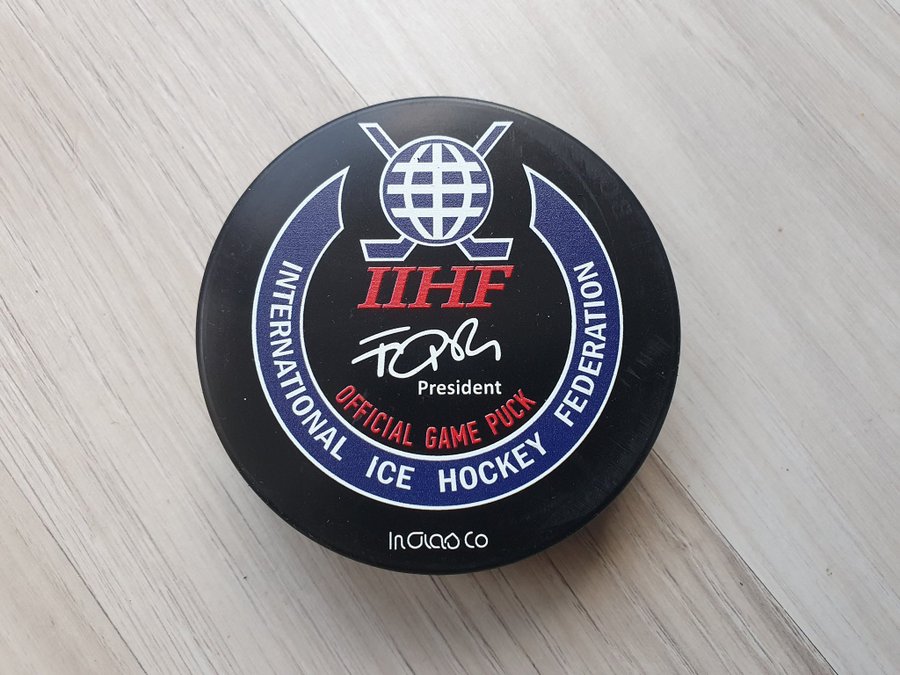 IIHF
President
OFFICIAL GAME PUCK
INTERNATIONAL ICE HOCKEY FEDERATION
InGlasCo